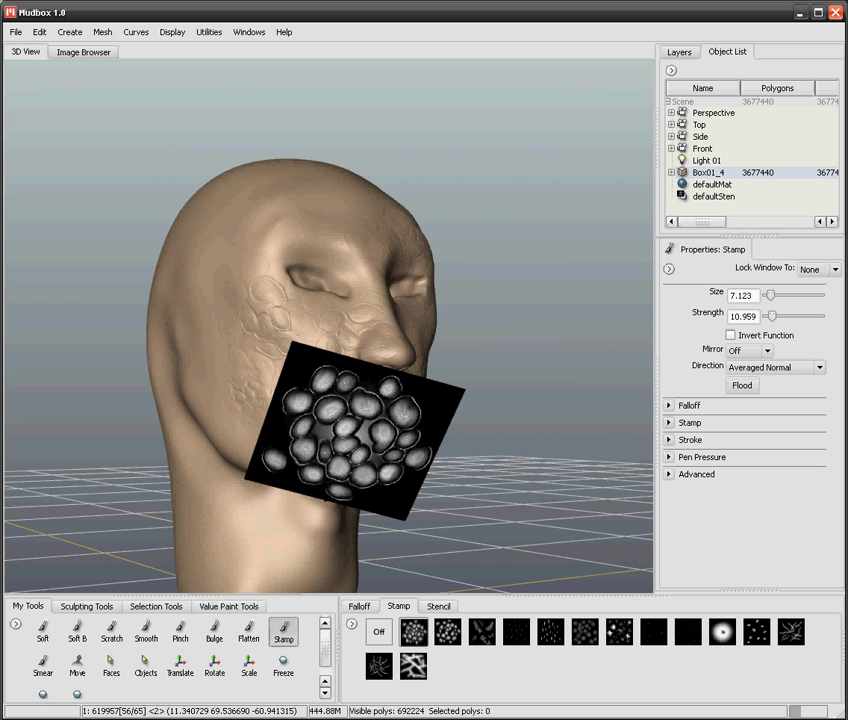 Mudbox 1.0
File Edit Create Mesh Curves Display Utilities Windows Help
3D View Image Browser
Layers Object List
Name Polygons
Scene 3677440 36774
Perspective
Top
Side
Front
Light 01
Box01_4 3677440 36774
defaultMat
defaultSten
Properties: Stamp
Lock Window To: None
Size 7.123
Strength 10.959
Invert Function
Mirror Off
Direction Averaged Normal
Flood
Falloff
Stamp
Stroke
Pen Pressure
Advanced
My Tools Sculpting Tools Selection Tools Value Paint Tools
Soft Soft B Scratch Smooth Pinch Bulge Flatten Stamp
Smear Move Faces Objects Translate Rotate Scale Freeze
Falloff Stamp Stencil
Off
1: 619957[56/65] <2> (11.340729 69.536690 -60.941315) 444.88M Visible polys: 692224 Selected polys: 0